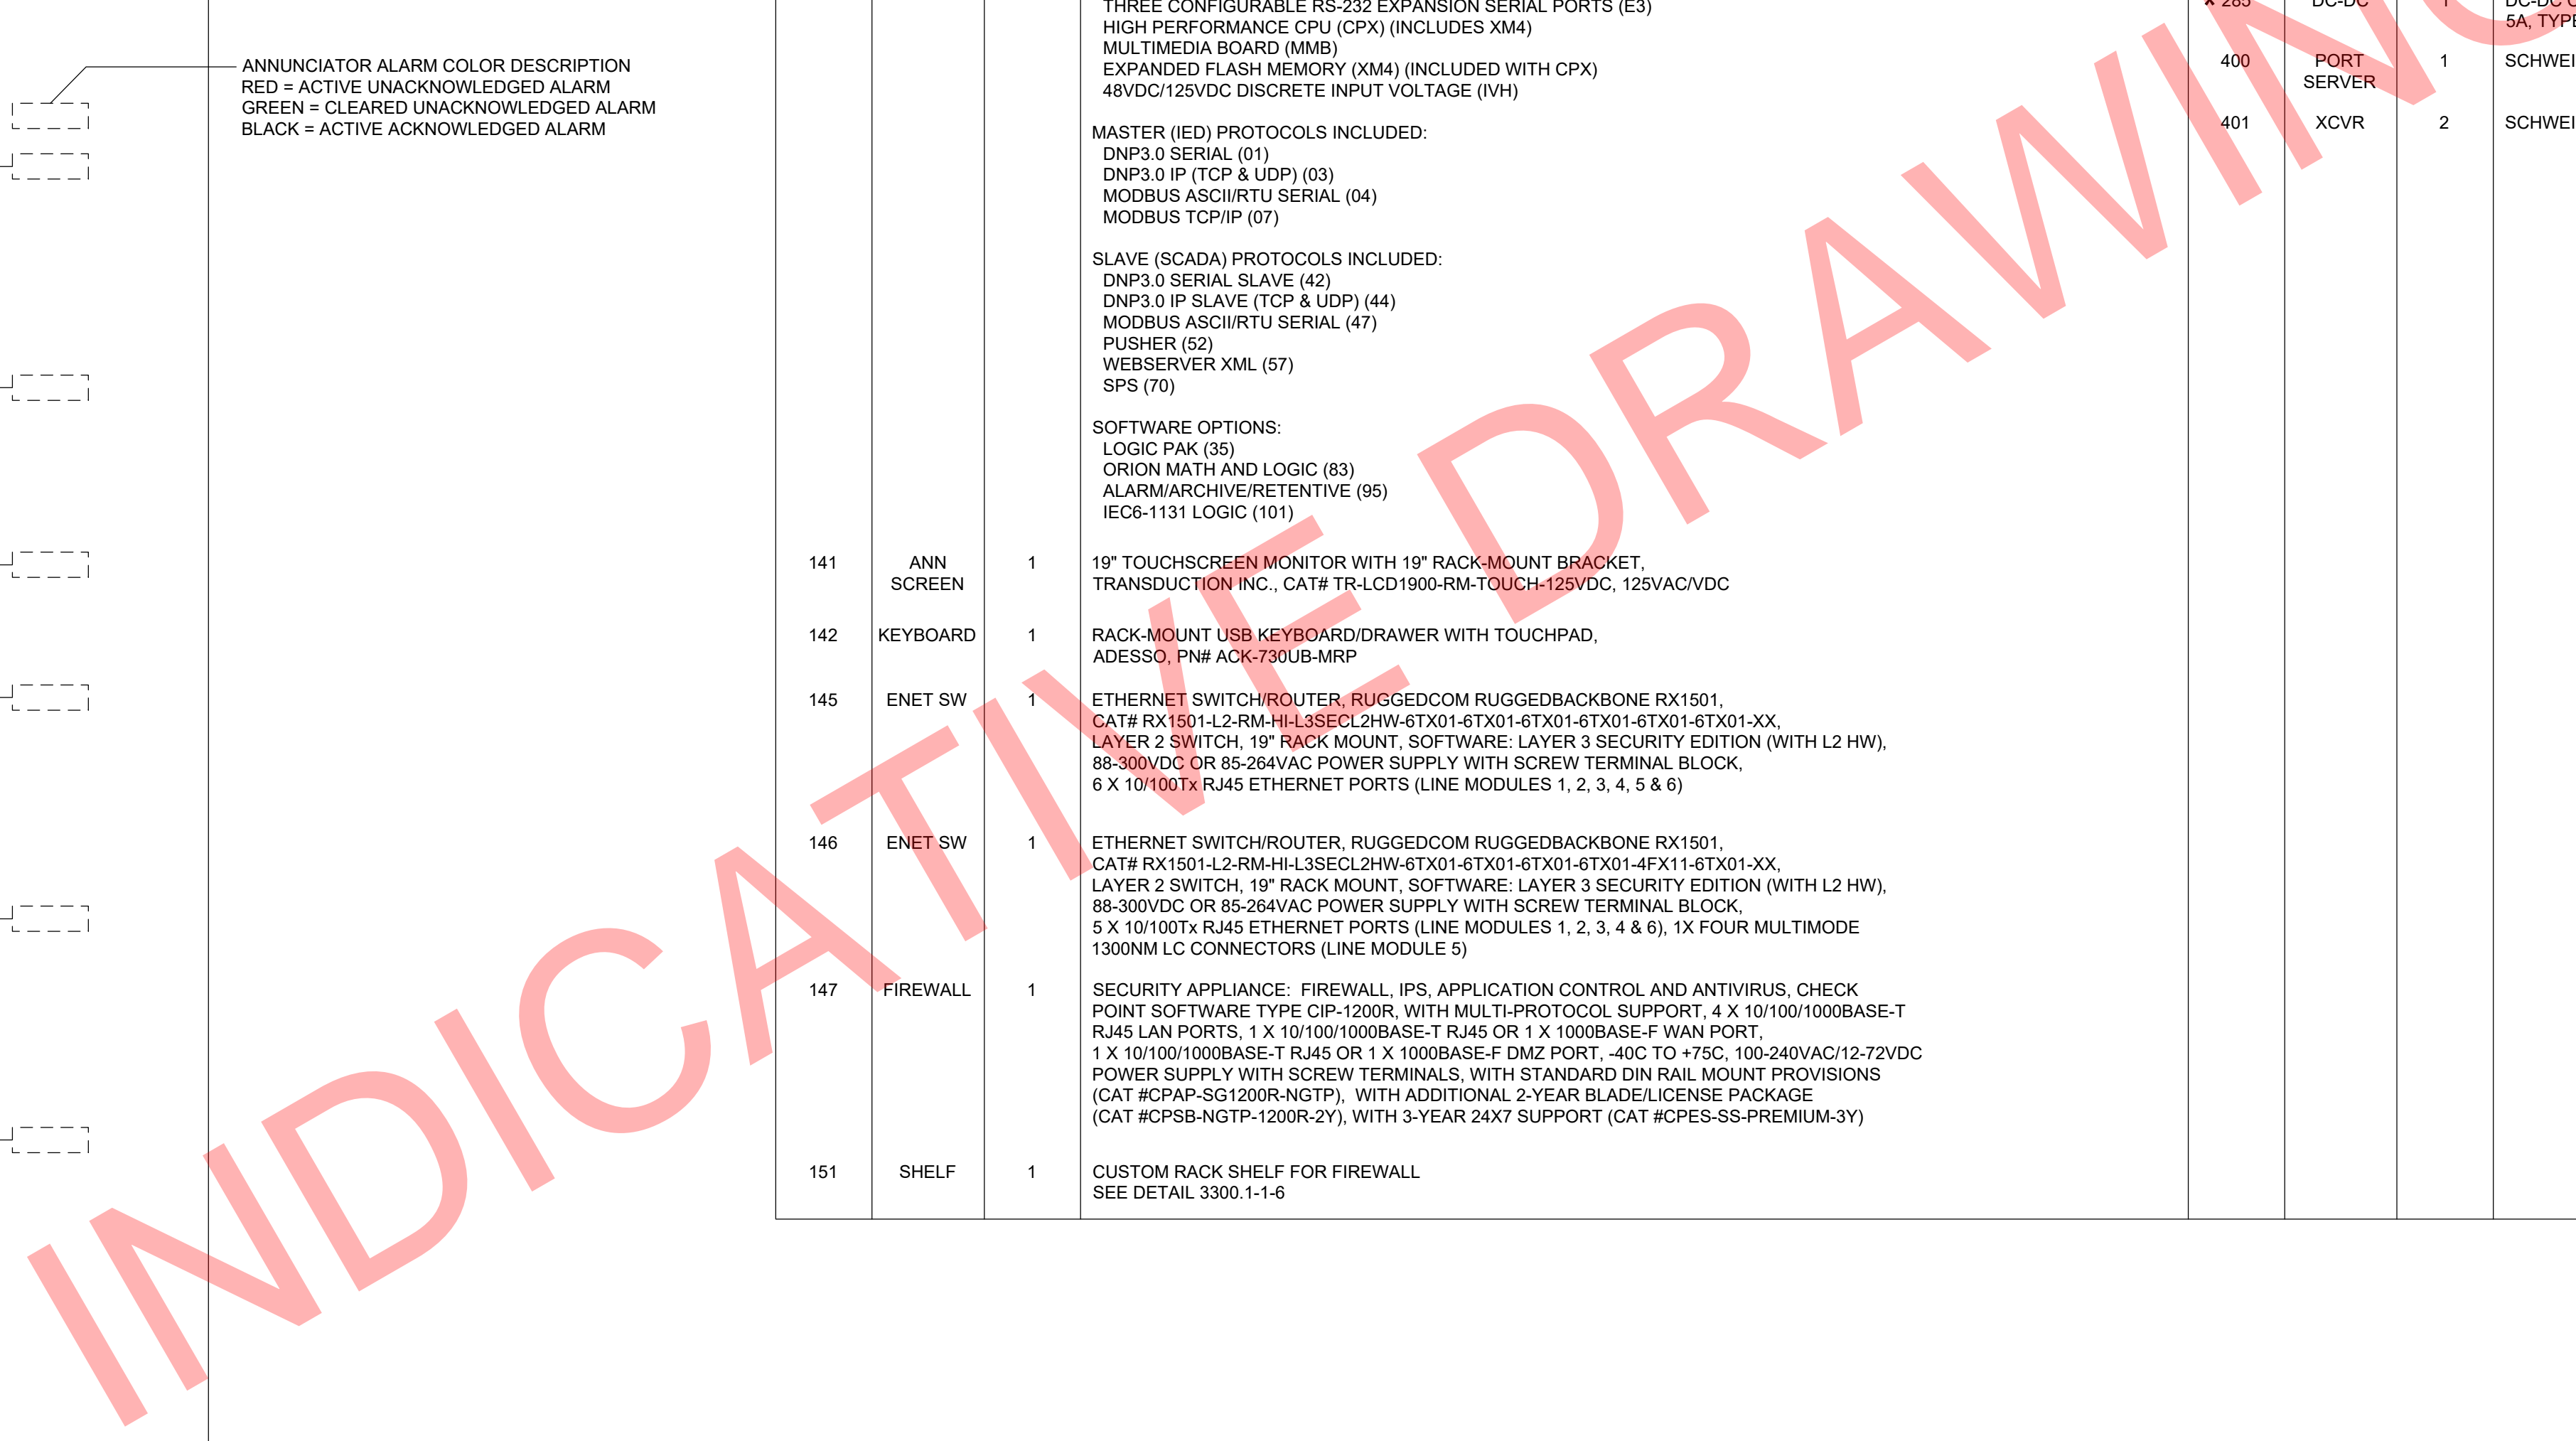 ANNUNCIATOR ALARM COLOR DESCRIPTION
RED = ACTIVE UNACKNOWLEDGED ALARM
GREEN = CLEARED UNACKNOWLEDGED ALARM
BLACK = ACTIVE ACKNOWLEDGED ALARM
THREE CONFIGURABLE RS-232 EXPANSION SERIAL PORTS (E3)
HIGH PERFORMANCE CPU (CPX) (INCLUDES XM4)
MULTIMEDIA BOARD (MMB)
EXPANDED FLASH MEMORY (XM4) (INCLUDED WITH CPX)
48VDC/125VDC DISCRETE INPUT VOLTAGE (IVH)
MASTER (IED) PROTOCOLS INCLUDED:
DNP3.0 SERIAL (01)
DNP3.0 IP (TCP & UDP) (03)
MODBUS ASCII/RTU SERIAL (04)
MODBUS TCP/IP (07)
SLAVE (SCADA) PROTOCOLS INCLUDED:
DNP3.0 SERIAL SLAVE (42)
DNP3.0 IP SLAVE (TCP & UDP) (44)
MODBUS ASCII/RTU SERIAL (47)
PUSHER (52)
WEBSERVER XML (57)
SPS (70)
SOFTWARE OPTIONS:
LOGIC PAK (35)
ORION MATH AND LOGIC (83)
ALARM/ARCHIVE/RETENTIVE (95)
IEC6-1131 LOGIC (101)
141 ANN SCREEN 1 19" TOUCHSCREEN MONITOR WITH 19" RACK-MOUNT BRACKET,
TRANSDUCTION INC., CAT# TR-LCD1900-RM-TOUCH-125VDC, 125VAC/VDC
142 KEYBOARD 1 RACK-MOUNT USB KEYBOARD/DRAWER WITH TOUCHPAD,
ADESSO, PN# ACK-730UB-MRP
145 ENET SW 1 ETHERNET SWITCH/ROUTER, RUGGEDCOM RUGGEDBACKBONE RX1501,
CAT# RX1501-L2-RM-HI-L3SECL2HW-6TX01-6TX01-6TX01-6TX01-6TX01-6TX01-XX,
LAYER 2 SWITCH, 19" RACK MOUNT, SOFTWARE: LAYER 3 SECURITY EDITION (WITH L2 HW),
88-300VDC OR 85-264VAC POWER SUPPLY WITH SCREW TERMINAL BLOCK,
6 X 10/100Tx RJ45 ETHERNET PORTS (LINE MODULES 1, 2, 3, 4, 5 & 6)
146 ENET SW 1 ETHERNET SWITCH/ROUTER, RUGGEDCOM RUGGEDBACKBONE RX1501,
CAT# RX1501-L2-RM-HI-L3SECL2HW-6TX01-6TX01-6TX01-6TX01-4FX11-6TX01-XX,
LAYER 2 SWITCH, 19" RACK MOUNT, SOFTWARE: LAYER 3 SECURITY EDITION (WITH L2 HW),
88-300VDC OR 85-264VAC POWER SUPPLY WITH SCREW TERMINAL BLOCK,
5 X 10/100Tx RJ45 ETHERNET PORTS (LINE MODULES 1, 2, 3, 4 & 6), 1X FOUR MULTIMODE
1300NM LC CONNECTORS (LINE MODULE 5)
147 FIREWALL 1 SECURITY APPLIANCE: FIREWALL, IPS, APPLICATION CONTROL AND ANTIVIRUS, CHECK
POINT SOFTWARE TYPE CIP-1200R, WITH MULTI-PROTOCOL SUPPORT, 4 X 10/100/1000BASE-T
RJ45 LAN PORTS, 1 X 10/100/1000BASE-T RJ45 OR 1 X 1000BASE-F WAN PORT,
1 X 10/100/1000BASE-T RJ45 OR 1 X 1000BASE-F DMZ PORT, -40C TO +75C, 100-240VAC/12-72VDC
POWER SUPPLY WITH SCREW TERMINALS, WITH STANDARD DIN RAIL MOUNT PROVISIONS
(CAT #CPAP-SG1200R-NGTP), WITH ADDITIONAL 2-YEAR BLADE/LICENSE PACKAGE
(CAT #CPSB-NGTP-1200R-2Y), WITH 3-YEAR 24X7 SUPPORT (CAT #CPES-SS-PREMIUM-3Y)
151 SHELF 1 CUSTOM RACK SHELF FOR FIREWALL
SEE DETAIL 3300.1-1-6
285 DC-DC 1 DC-DC
5A, TYPE
400 PORT SERVER 1 SCHWEI
401 XCVR 2 SCHWEI
INDICATIVE DRAWING